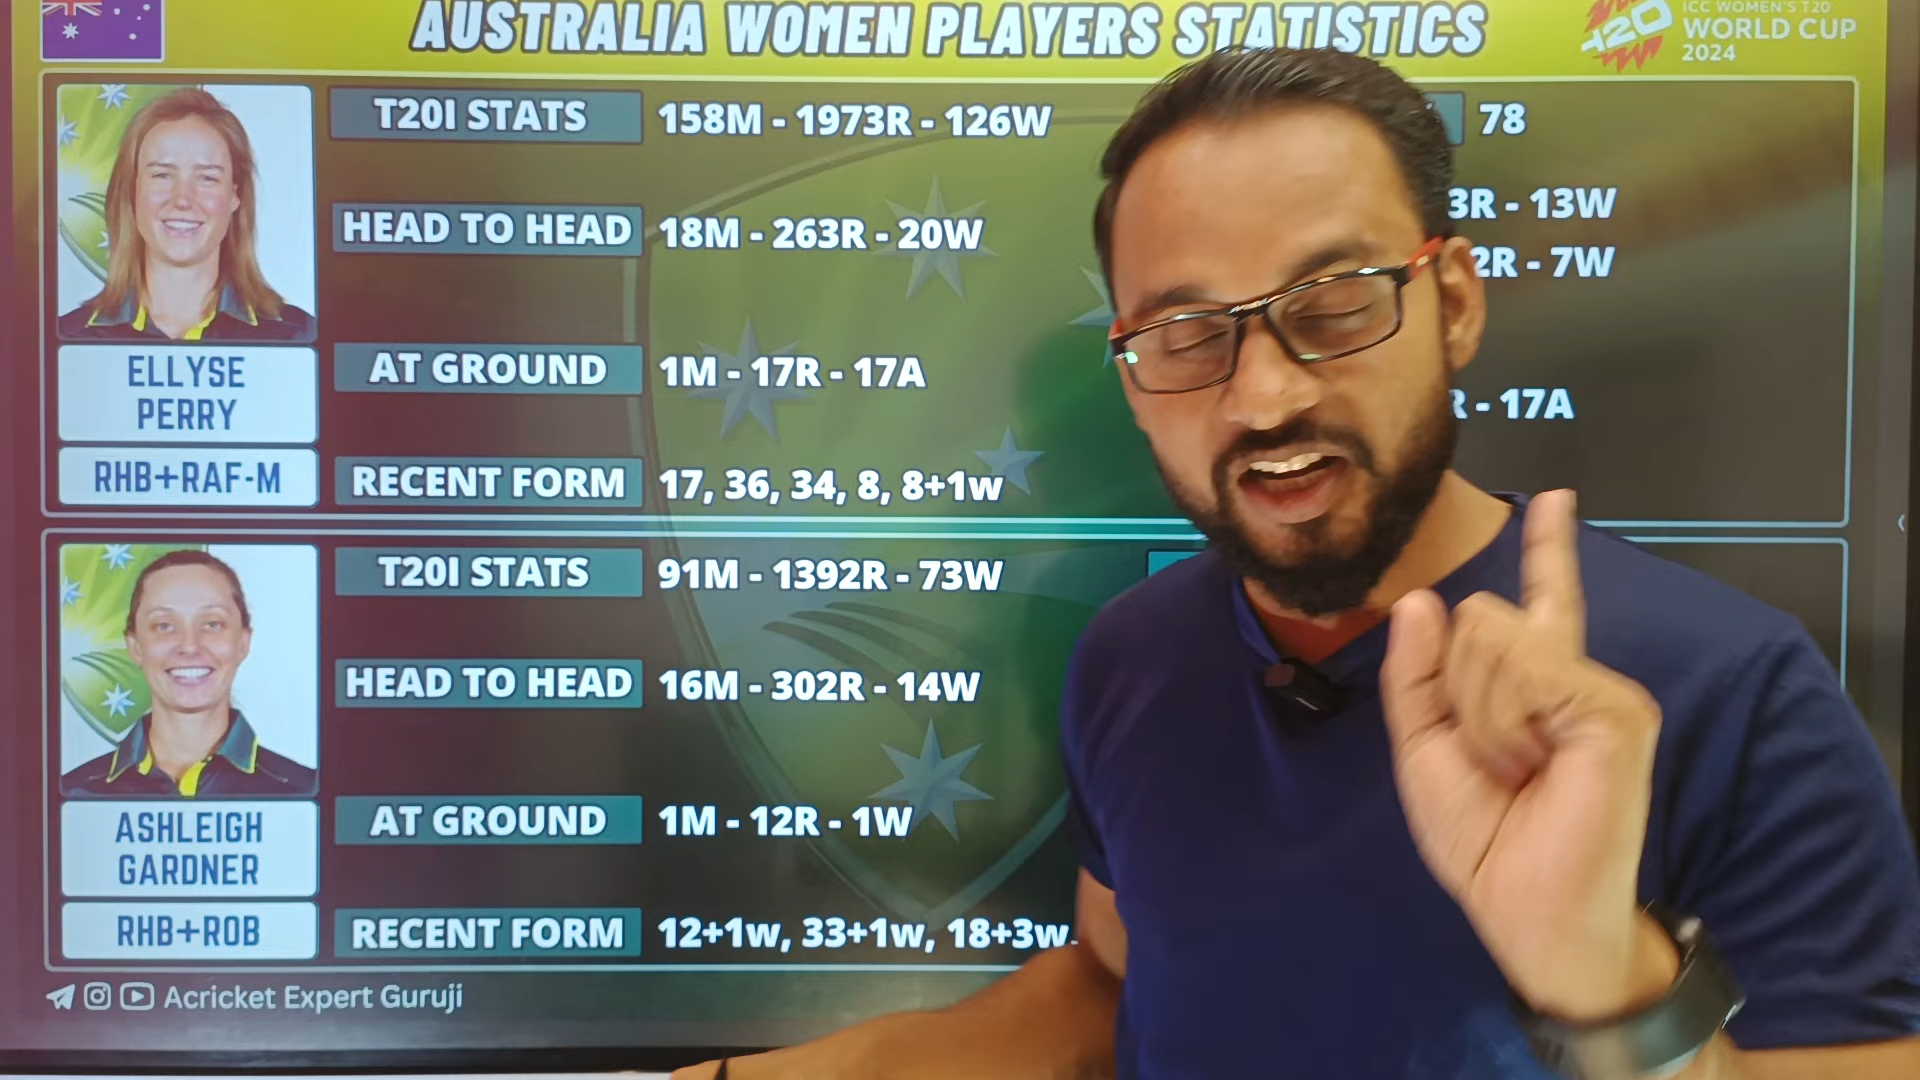 AUSTRALIA WOMEN PLAYERS STATISTICS
ICC WOMEN'S T20
WORLD CUP
2024
T20
ELLYSE
PERRY
RHB+RAF-M
T20I STATS 158M - 1973R - 126W
78
HEAD TO HEAD 18M - 263R - 20W
3R - 13W
2R - 7W
AT GROUND 1M - 17R - 17A
R - 17A
RECENT FORM 17, 36, 34, 8, 8+1w
ASHLEIGH
GARDNER
RHB+ROB
T20I STATS 91M - 1392R - 73W
HEAD TO HEAD 16M - 302R - 14W
AT GROUND 1M - 12R - 1W
RECENT FORM 12+1w, 33+1w, 18+3w
Acricket Expert Guruji